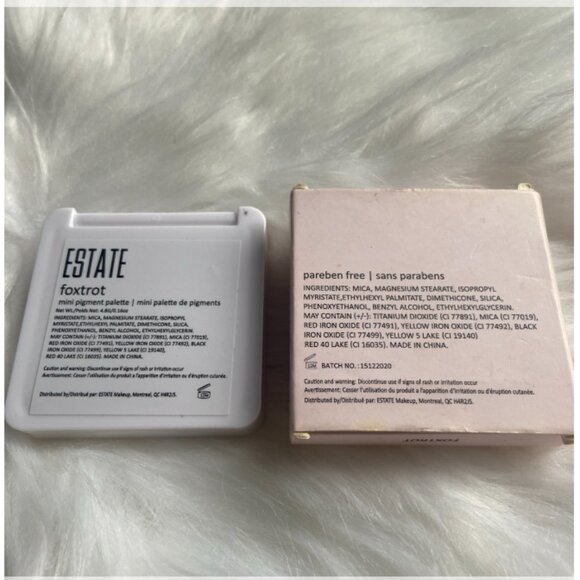 ESTATE
foxtrot
mini pigment palette | mini palette de pigments
Net Wt./Poids Net: 4.8G/0.16oz
INGREDIENTS: MICA, MAGNESIUM STEARATE, ISOPROPYL
MYRISTATE,ETHYLHEXYL PALMITATE, DIMETHICONE, SILICA,
PHENOXYETHANOL, BENZYL ALCOHOL, ETHYLHEXYLGLYCERIN.
MAY CONTAIN (+/-): TITANIUM DIOXIDE (CI 77891), MICA (CI 77019),
RED IRON OXIDE (CI 77491), YELLOW IRON OXIDE (CI 77492), BLACK
IRON OXIDE (CI 77499), YELLOW 5 LAKE (CI 19140),
RED 40 LAKE (CI 16035). MADE IN CHINA.
Caution and warning: Discontinue use if signs of rash or irritation occur
Avertissement: Cesser l'utilisation du produit a l'apparition d'irritation ou d'éruption cutanée.
12M
Distributed by/Distribué par: ESTATE Makeup, Montreal, QC H4R2J5.
pareben free | sans parabens
INGREDIENTS: MICA, MAGNESIUM STEARATE, ISOPROPYL
MYRISTATE,ETHYLHEXYL PALMITATE, DIMETHICONE, SILICA,
PHENOXYETHANOL, BENZYL ALCOHOL, ETHYLHEXYLGLYCERIN.
MAY CONTAIN (+/-): TITANIUM DIOXIDE (CI 77891), MICA (CI 77019),
RED IRON OXIDE (CI 77491), YELLOW IRON OXIDE (CI 77492), BLACK
IRON OXIDE (CI 77499), YELLOW 5 LAKE (CI 19140)
RED 40 LAKE (CI 16035). MADE IN CHINA.
12M BATCH NO. :15122020
Caution and warning: Discontinue use if signs of rash or irritation occur
Avertissement: Cesser l'utilisation du produit a l'apparition d'irritation ou d'éruption cutanée.
Distributed by/Distribué par: ESTATE Makeup, Montreal, QC H4R2J5.
FOXTROT